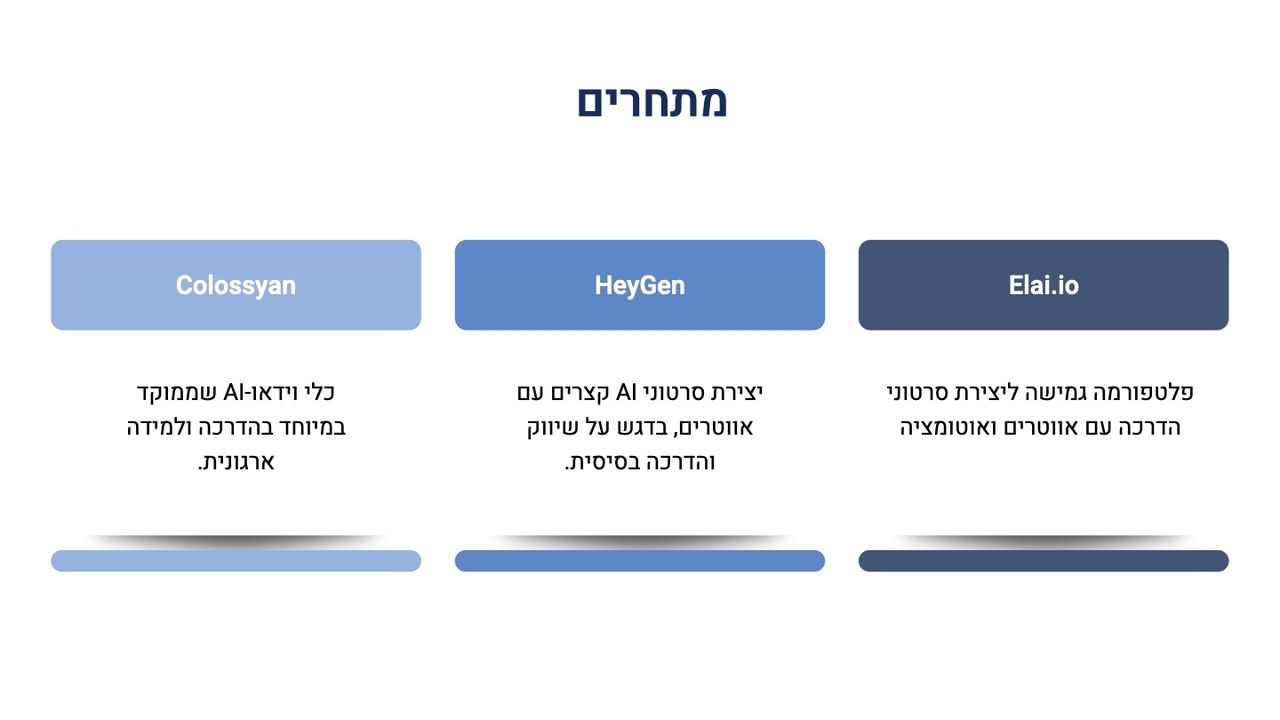 מתחרים
Elai.io
פלטפורמה גמישה ליצירת סרטוני
הדרכה עם אווטרים ואוטומציה
HeyGen
יצירת סרטוני AI קצרים עם
אווטרים, בדגש על שיווק
והדרכה בסיסית.
Colossyan
כלי וידאו-AI שממוקד
במיוחד בהדרכה ולמידה
ארגונית.